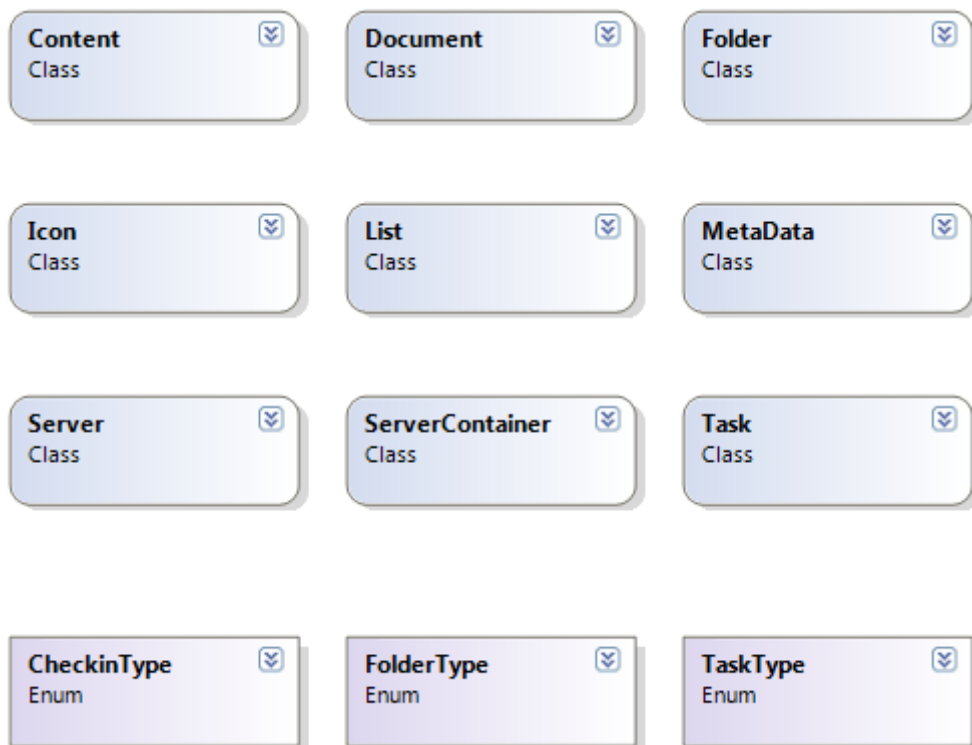 Content
Class
Document
Class
Folder
Class
Icon
Class
List
Class
MetaData
Class
Server
Class
ServerContainer
Class
Task
Class
CheckinType
Enum
FolderType
Enum
TaskType
Enum